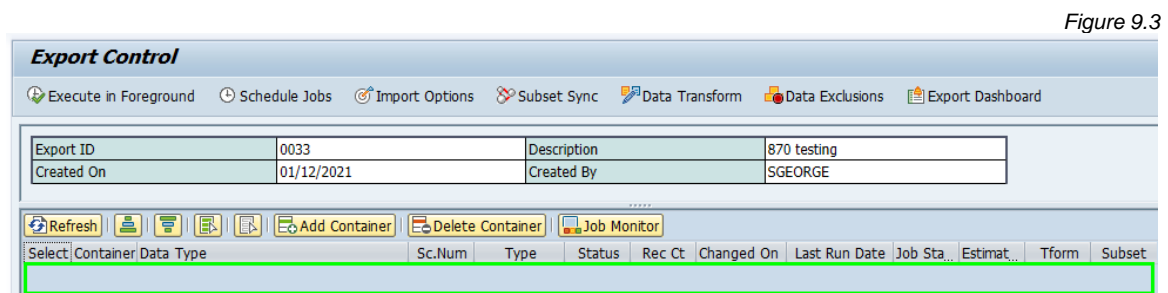 Figure 9.3
Export Control
Execute in Foreground Schedule Jobs Import Options Subset Sync Data Transform Data Exclusions Export Dashboard
Export ID 0033 Description 870 testing
Created On 01/12/2021 Created By SGEORGE
Refresh Add Container Delete Container Job Monitor
Select Container Data Type Sc.Num Type Status Rec Ct Changed On Last Run Date Job Sta... Estimat... Tform Subset